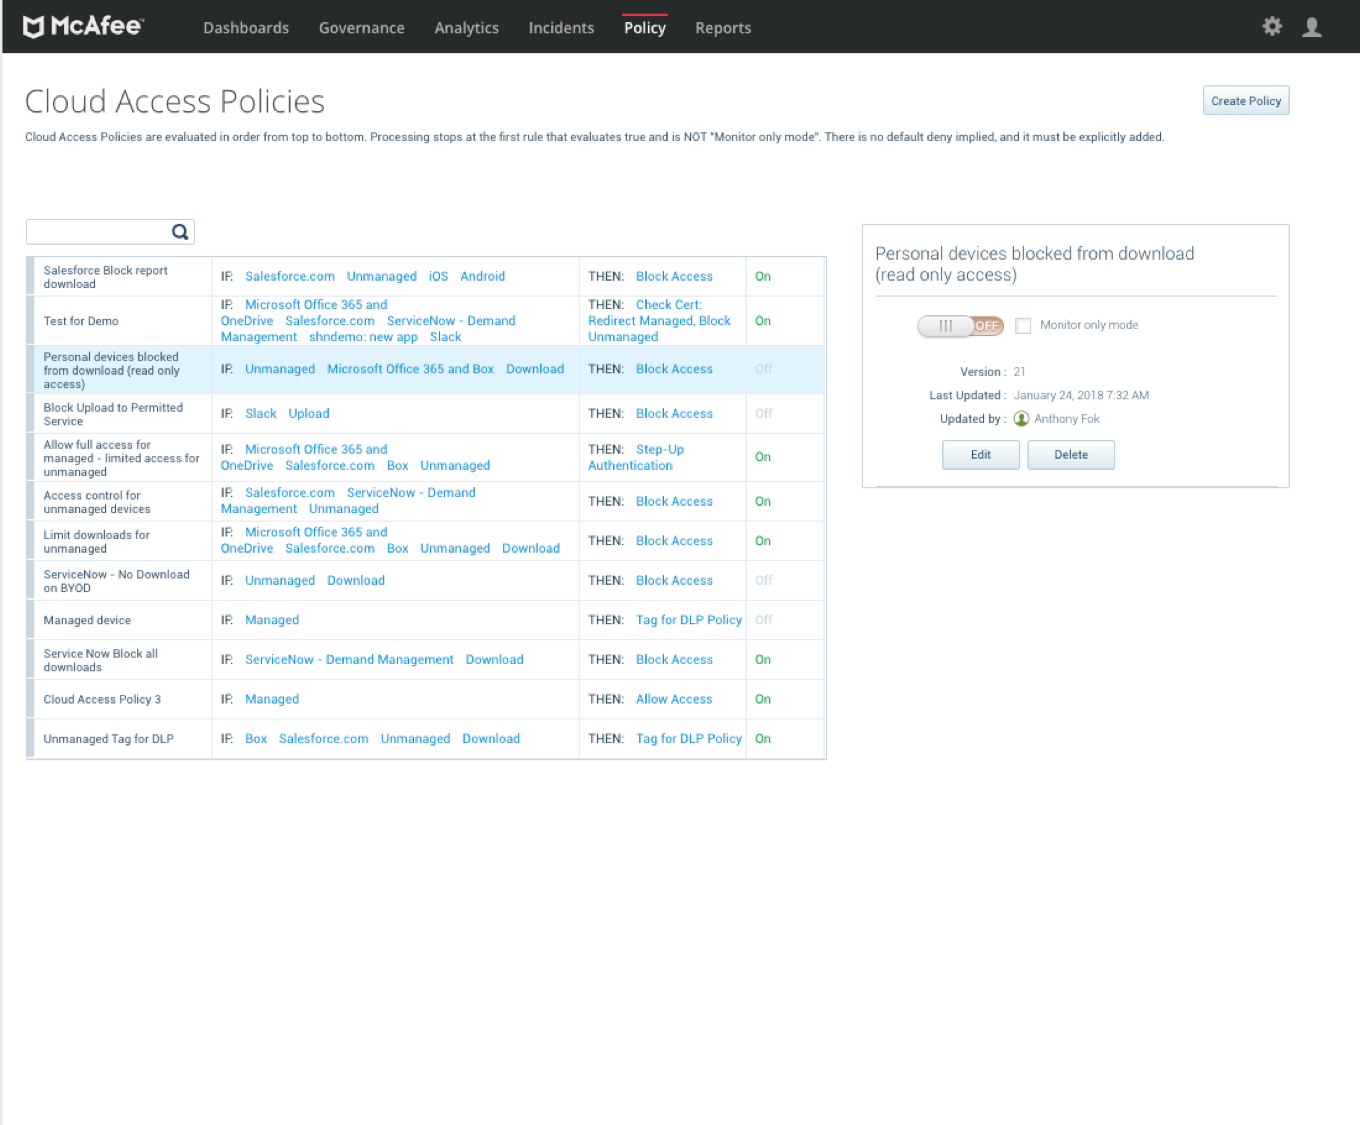 McAfee™
Dashboards Governance Analytics Incidents Policy Reports
Cloud Access Policies
Create Policy
Cloud Access Policies are evaluated in order from top to bottom. Processing stops at the first rule that evaluates true and is NOT "Monitor only mode". There is no default deny implied, and it must be explicitly added.
Salesforce Block report
download
IF: Salesforce.com Unmanaged iOS Android
THEN: Block Access
On
Test for Demo
IF: Microsoft Office 365 and
OneDrive Salesforce.com ServiceNow - Demand
Management shndemo: new app Slack
THEN: Check Cert:
Redirect Managed, Block
Unmanaged
On
Personal devices blocked
from download (read only
access)
IF: Unmanaged Microsoft Office 365 and Box Download
THEN: Block Access
Off
Block Upload to Permitted
Service
IF: Slack Upload
THEN: Block Access
Off
Allow full access for
managed - limited access for
unmanaged
IF: Microsoft Office 365 and
OneDrive Salesforce.com Box Unmanaged
THEN: Step-Up
Authentication
On
Access control for
unmanaged devices
IF: Salesforce.com ServiceNow - Demand
Management Unmanaged
THEN: Block Access
On
Limit downloads for
unmanaged
IF: Microsoft Office 365 and
OneDrive Salesforce.com Box Unmanaged Download
THEN: Block Access
On
ServiceNow - No Download
on BYOD
IF: Unmanaged Download
THEN: Block Access
Off
Managed device
IF: Managed
THEN: Tag for DLP Policy
Off
Service Now Block all
downloads
IF: ServiceNow - Demand Management Download
THEN: Block Access
On
Cloud Access Policy 3
IF: Managed
THEN: Allow Access
On
Unmanaged Tag for DLP
IF: Box Salesforce.com Unmanaged Download
THEN: Tag for DLP Policy
On
Personal devices blocked from download
(read only access)
OFF Monitor only mode
Version : 21
Last Updated : January 24, 2018 7:32 AM
Updated by : Anthony Fok
Edit Delete